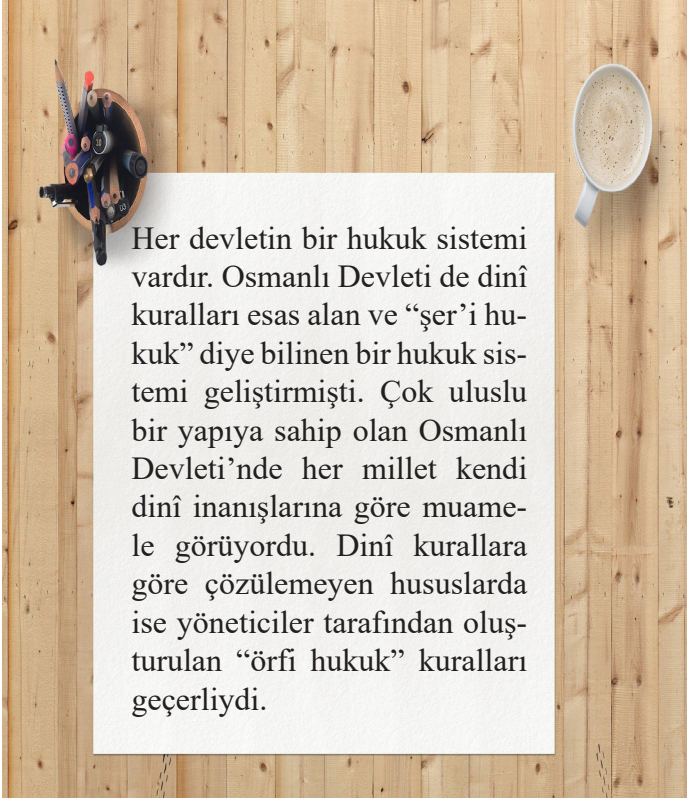 Her devletin bir hukuk sistemi
vardır. Osmanlı Devleti de dinî
kuralları esas alan ve “şer’i hu-
kuk” diye bilinen bir hukuk sis-
temi geliştirmişti. Çok uluslu
bir yapıya sahip olan Osmanlı
Devleti’nde her millet kendi
dinî inanışlarına göre muame-
le görüyordu. Dinî kurallara
göre çözülemeyen hususlarda
ise yöneticiler tarafından oluş-
turulan “örfi hukuk” kuralları
geçerliydi.